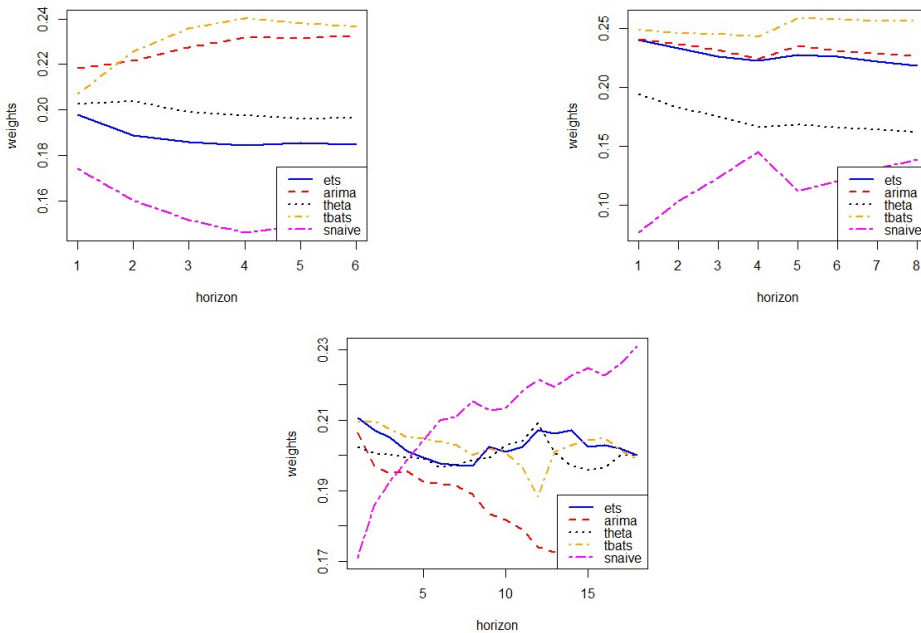 0.24
0.22
0.20
0.18
0.16
weights
1 2 3 4 5 6
horizon
ets
arima
theta
tbats
snaive
0.25
0.20
0.15
0.10
weights
1 2 3 4 5 6 7 8
horizon
ets
arima
theta
tbats
snaive
0.23
0.21
0.19
0.17
weights
5 10 15
horizon
ets
arima
theta
tbats
snaive